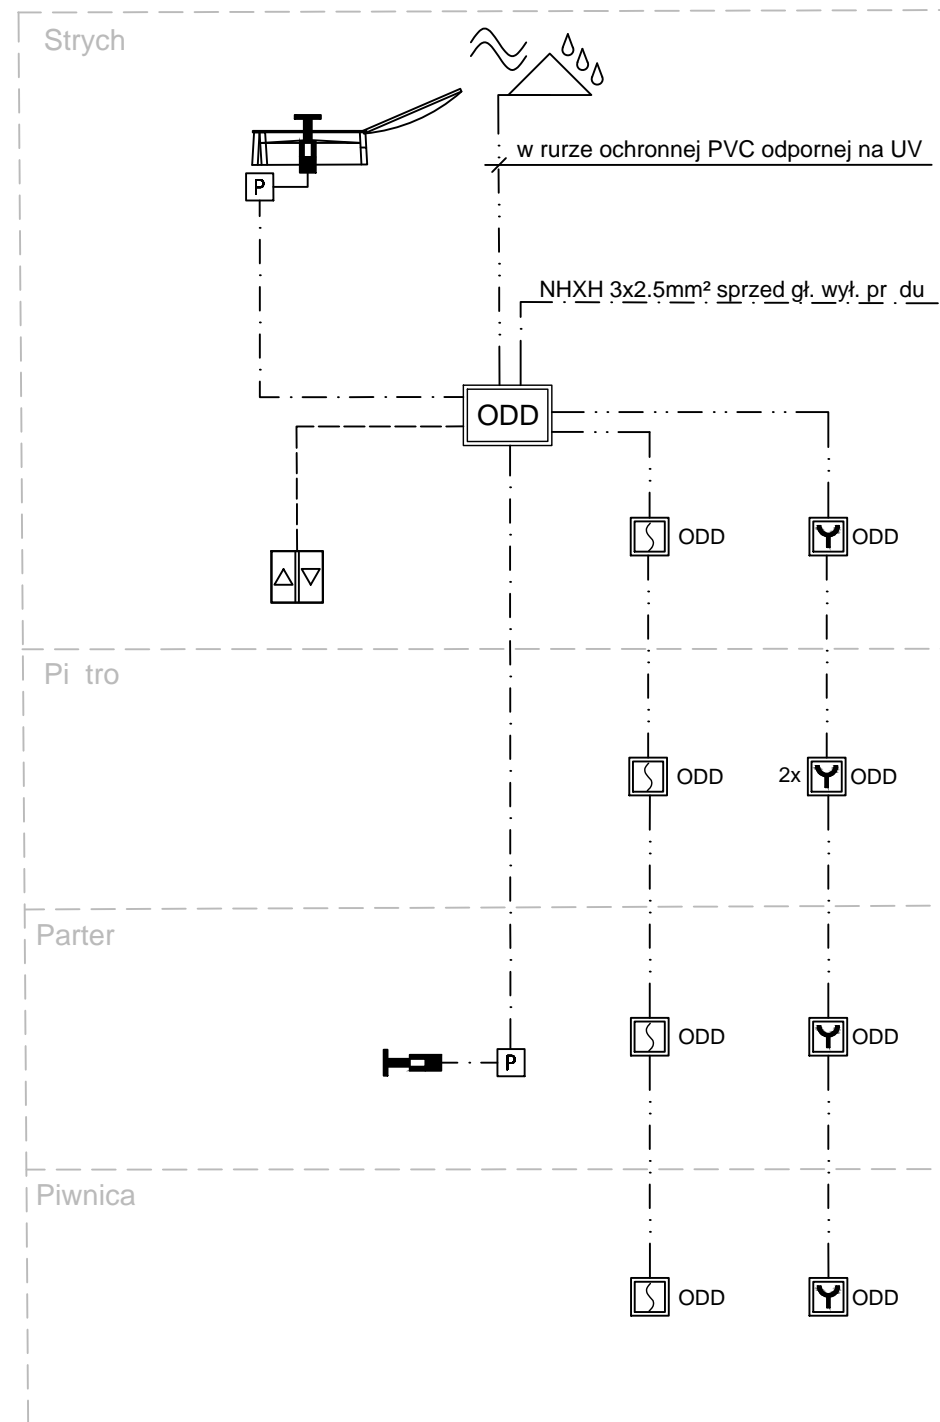 Strych
w rurze ochronnej PVC odpornej na UV
P
NHXH 3x2.5mm² sprzed gł. wył. pr du
ODD
ODD
ODD
Pi tro
ODD
2x
ODD
Parter
ODD
ODD
P
Piwnica
ODD
ODD